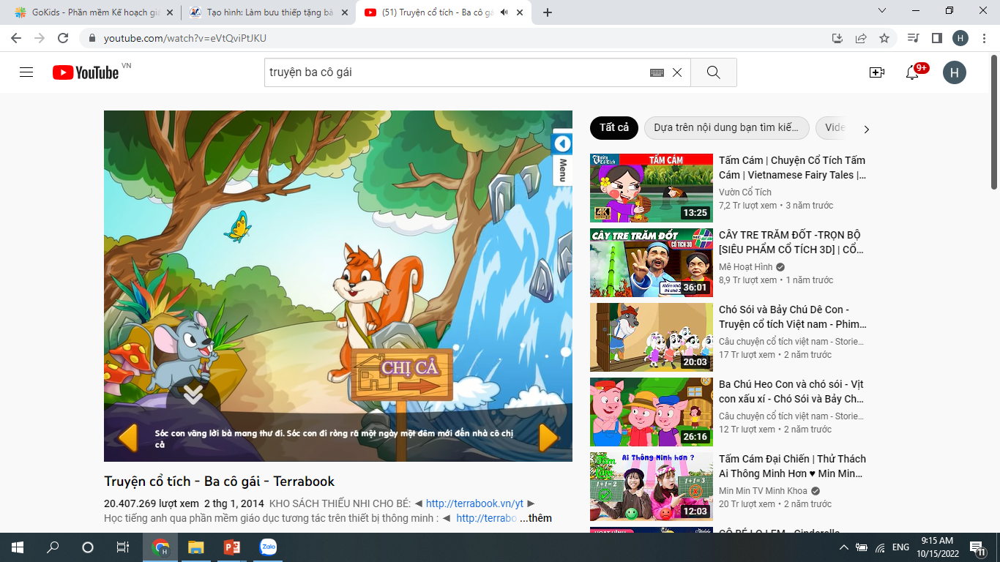 GoKids - Phần mềm Kế hoạch gia
Tạo hình: Làm bưu thiếp tặng bà
(51) Truyện cổ tích - Ba cô gá
youtube.com/watch?v=eVtQviPtJKU
H
YouTube VN
truyện ba cô gái
9+
H
Menu
CHỊ CẢ
Sóc con vâng lời bà mang thư đi. Sóc con đi ròng rã một ngày một đêm mới đến nhà cô chị
cả
Truyện cổ tích - Ba cô gái - Terrabook
20.407.269 lượt xem 2 thg 1, 2014 KHO SÁCH THIẾU NHI CHO BÉ: ◄ http://terrabook.vn/yt ►
Học tiếng anh qua phần mềm giáo dục tương tác trên thiết bị thông minh : ◄ http://terrabo ...thêm
Tất cả
Dựa trên nội dung bạn tìm kiế...
Vide
Vườn Cổ Tích
TẤM CÁM
4K
13:25
Tấm Cám | Chuyện Cổ Tích Tấm
Cám | Vietnamese Fairy Tales |...
Vườn Cổ Tích
7,2 Tr lượt xem • 3 năm trước
CÂY TRE TRĂM ĐỐT
CỔ TÍCH 3D
36:01
CÂY TRE TRĂM ĐỐT -TRỌN BỘ
[SIÊU PHẨM CỔ TÍCH 3D] | CỔ...
Mê Hoạt Hình
8,9 Tr lượt xem • 1 năm trước
20:03
Chó Sói và Bảy Chú Dê Con -
Truyện cổ tích Việt nam - Phim...
Câu chuyện cổ tích việt nam - Storie...
17 Tr lượt xem • 2 năm trước
26:16
Ba Chú Heo Con và chó sói - Vịt
con xấu xí - Chó Sói và Bảy Ch...
Câu chuyện cổ tích việt nam - Storie...
12 Tr lượt xem • 2 năm trước
Tấm Cám
Ai Thông Minh hơn ?
1+1=2
1+1=3
12:03
Tấm Cám Đại Chiến | Thử Thách
Ai Thông Minh Hơn ♥ Min Min...
Min Min TV Minh Khoa
20 Tr lượt xem • 2 năm trước
Zalo
ENG
9:15 AM
10/15/2022
11